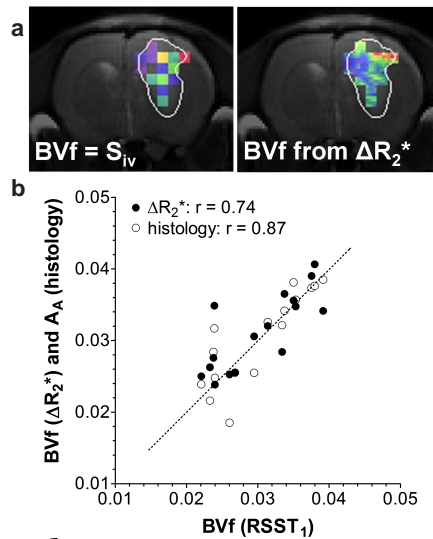 a
BVf = Siv
BVf from ΔR2*
b
BVf (ΔR2*) and AA (histology)
0.05
0.04
0.03
0.02
0.01
● ΔR2*: r = 0.74
○ histology: r = 0.87
0.01 0.02 0.03 0.04 0.05
BVf (RSST1)